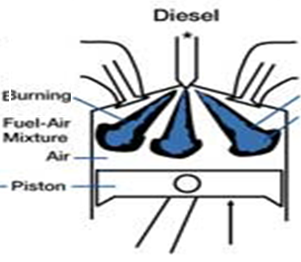 Diesel
*
Burning
Fuel-Air
Mixture
Air
Piston